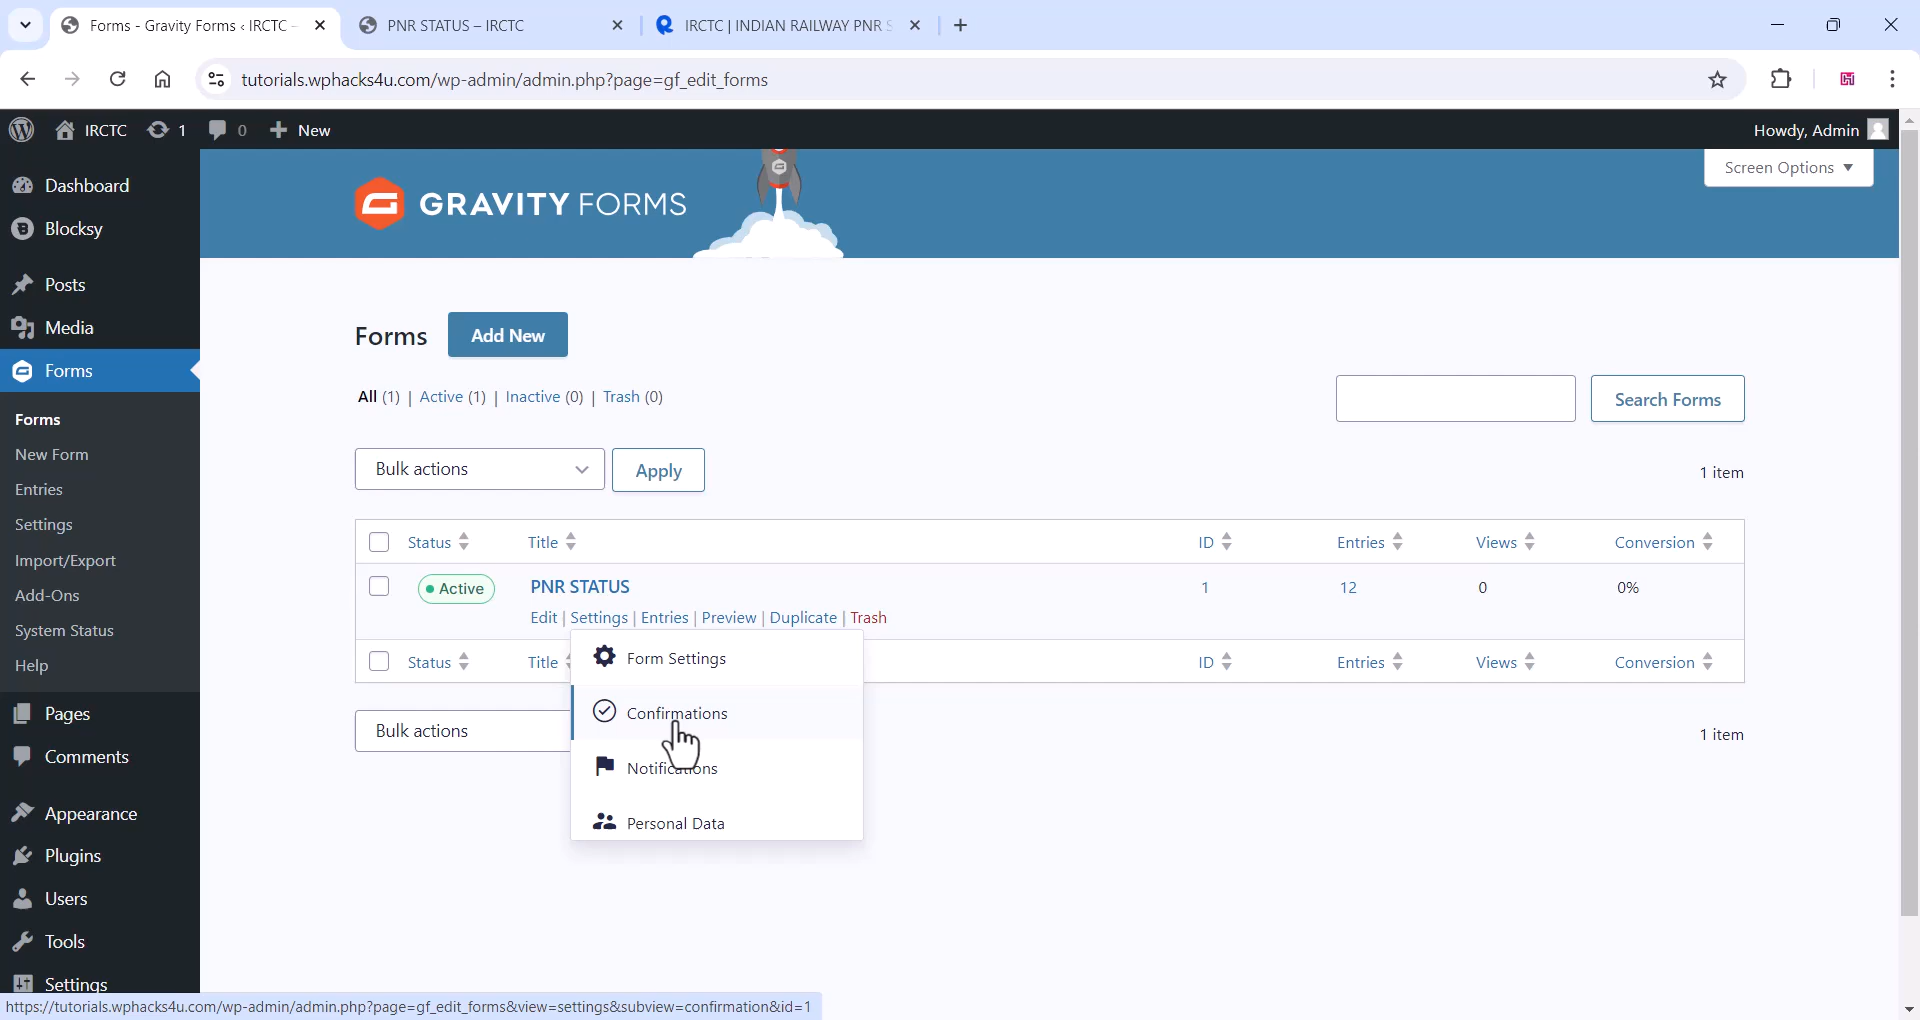 Forms - Gravity Forms ‹ IRCTC –
PNR STATUS – IRCTC
IRCTC | INDIAN RAILWAY PNR S
tutorials.wphacks4u.com/wp-admin/admin.php?page=gf_edit_forms
IRCTC 1 0 New
Howdy, Admin
Screen Options
GRAVITY FORMS
Dashboard
Blocksy
Posts
Media
Forms
Forms
New Form
Entries
Settings
Import/Export
Add-Ons
System Status
Help
Pages
Comments
Appearance
Plugins
Users
Tools
Settings
Forms Add New
All (1) | Active (1) | Inactive (0) | Trash (0)
Search Forms
Bulk actions Apply
1 item
Status Title ID Entries Views Conversion
Active PNR STATUS 1 12 0 0%
Edit | Settings | Entries | Preview | Duplicate | Trash
Form Settings
Confirmations
Notifications
Personal Data
Status Title ID Entries Views Conversion
Bulk actions
1 item
https://tutorials.wphacks4u.com/wp-admin/admin.php?page=gf_edit_forms&view=settings&subview=confirmation&id=1